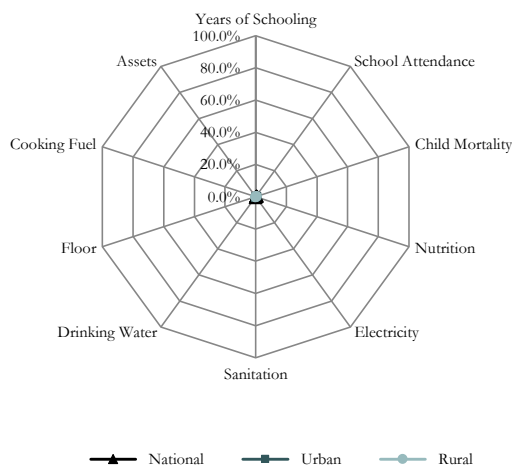 Years of Schooling
100.0%
Assets
School Attendance
80.0%
60.0%
40.0%
Cooking Fuel
Child Mortality
20.0%
0.0%
Floor
Nutrition
Drinking Water
Electricity
Sanitation
National
Urban
Rural